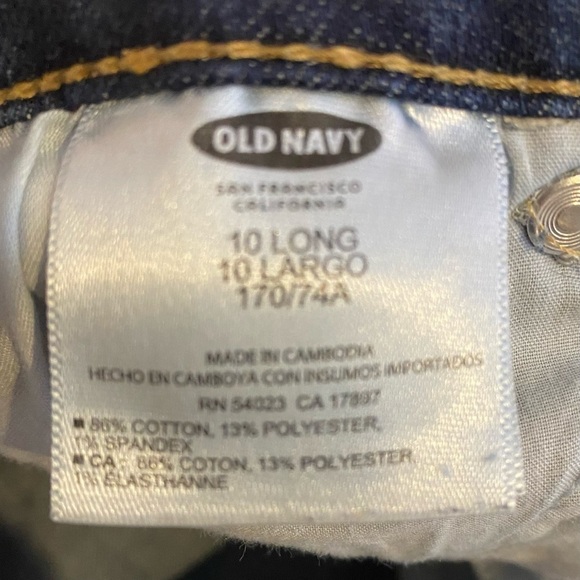 OLD NAVY
SAN FRANCISCO
CALIFORNIA
10 LONG
10 LARGO
170/74A
MADE IN CAMBODIA
HECHO EN CAMBOYA CON INSUMOS IMPORTADOS
RN 54023 CA 17897
■ 86% COTTON, 13% POLYESTER,
1% SPANDEX
■ CA - 86% COTON, 13% POLYESTER,
1% ÉLASTHANNE